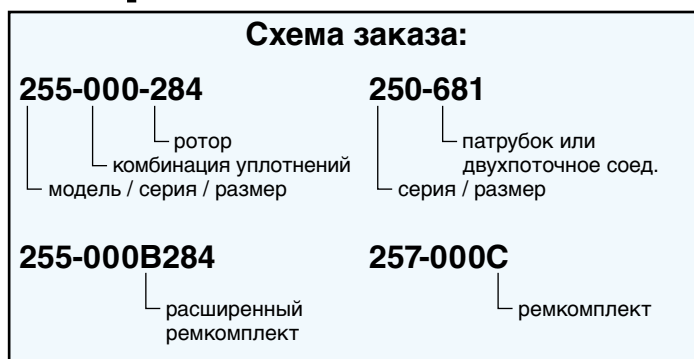 Схема заказа:
255-000-284
ротор
комбинация уплотнений
модель / серия / размер
250-681
патрубок или
двухпоточное соед.
серия / размер
255-000B284
расширенный
ремкомплект
257-000C
ремкомплект